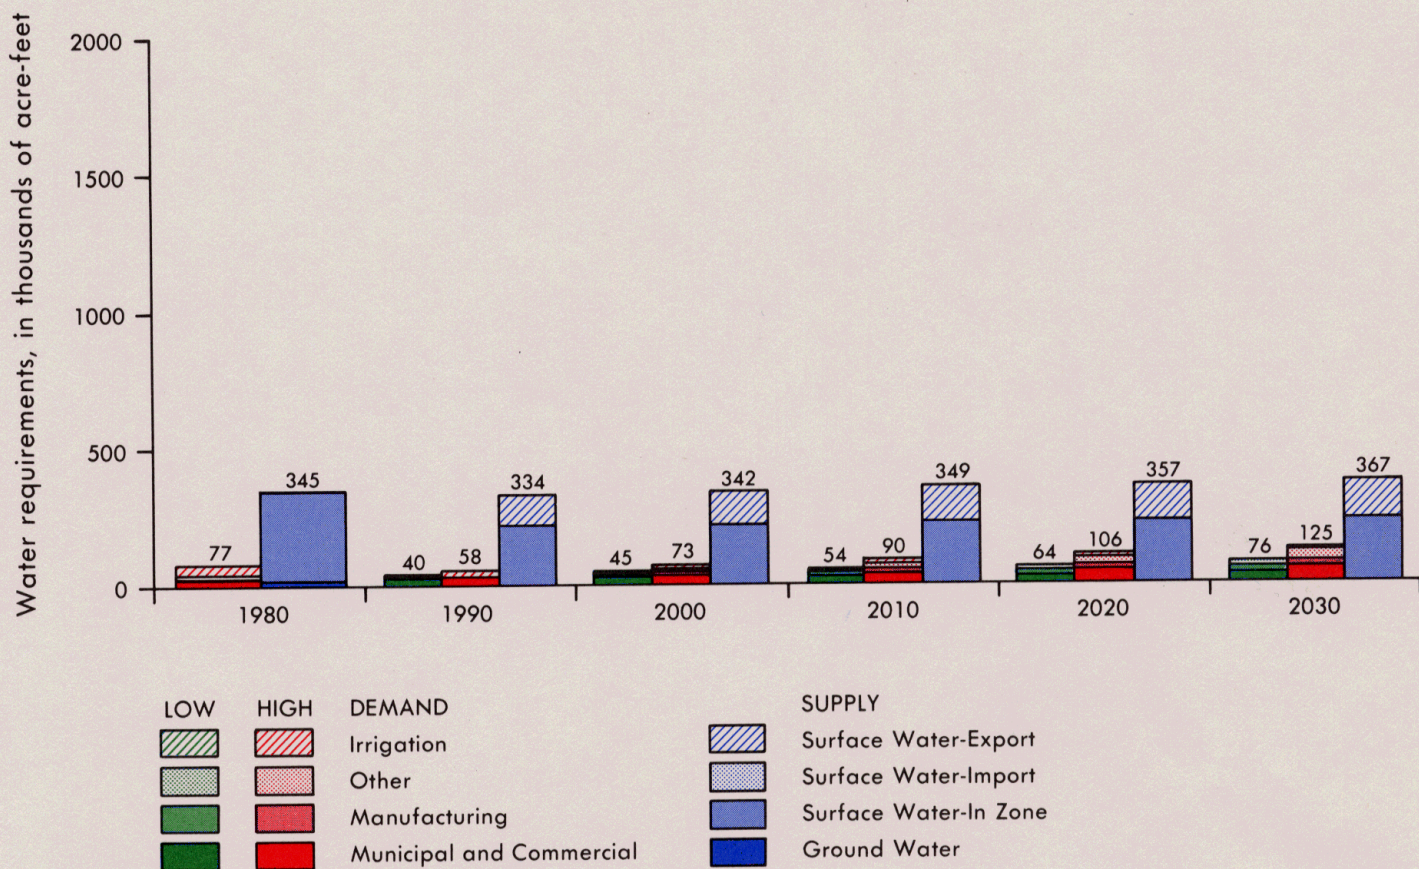 Water requirements, in thousands of acre-feet
2000
1500
1000
500
0
77
345
40
58
334
45
73
342
54
90
349
64
106
357
76
125
367
1980
1990
2000
2010
2020
2030
LOW HIGH DEMAND
Irrigation
Other
Manufacturing
Municipal and Commercial
SUPPLY
Surface Water-Export
Surface Water-Import
Surface Water-In Zone
Ground Water